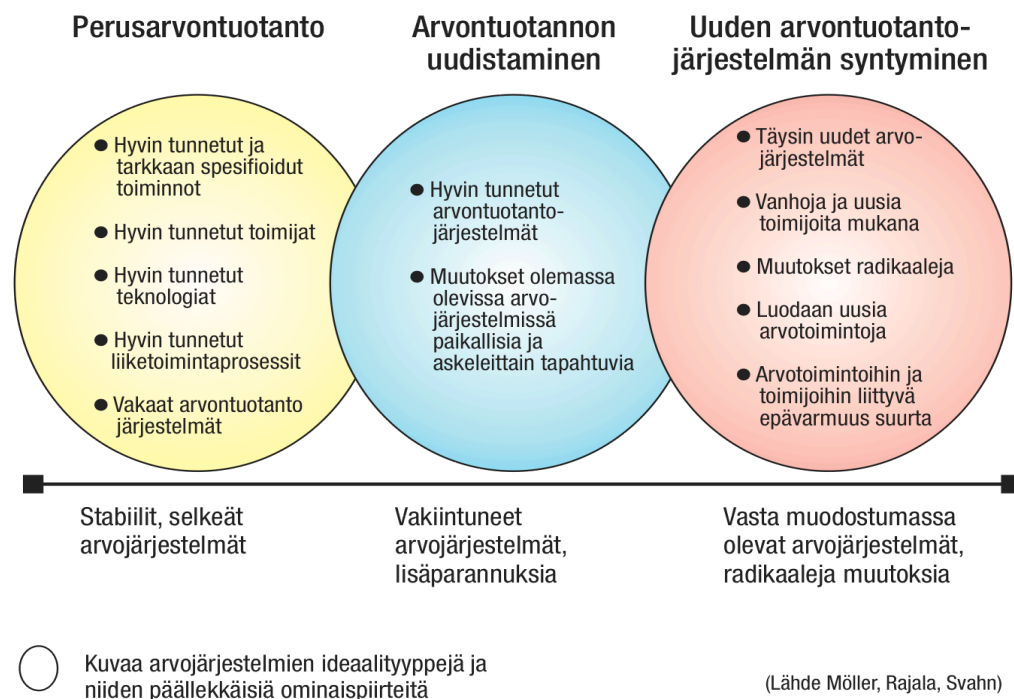 Perusarvontuotanto
Arvontuotannon
uudistaminen
Uuden arvontuotanto-
järjestelmän syntyminen
● Hyvin tunnetut ja
tarkkaan spesifioidut
toiminnot
● Hyvin tunnetut toimijat
● Hyvin tunnetut
teknologiat
● Hyvin tunnetut
liiketoimintaprosessit
● Vakaat arvontuotanto
järjestelmät
● Hyvin tunnetut
arvontuotanto-
järjestelmät
● Muutokset olemassa
olevissa arvo-
järjestelmissä
paikallisia ja
askeleittain tapahtuvia
● Täysin uudet arvo-
järjestelmät
● Vanhoja ja uusia
toimijoita mukana
● Muutokset radikaaleja
● Luodaan uusia
arvotoimintoja
● Arvotoimintoihin ja
toimijoihin liittyvä
epävarmuus suurta
Stabiilit, selkeät
arvojärjestelmät
Vakiintuneet
arvojärjestelmät,
lisäparannuksia
Vasta muodostumassa
olevat arvojärjestelmät,
radikaaleja muutoksia
Kuvaa arvojärjestelmien ideaalityyppejä ja
niiden päällekkäisiä ominaispiirteitä
(Lähde Möller, Rajala, Svahn)